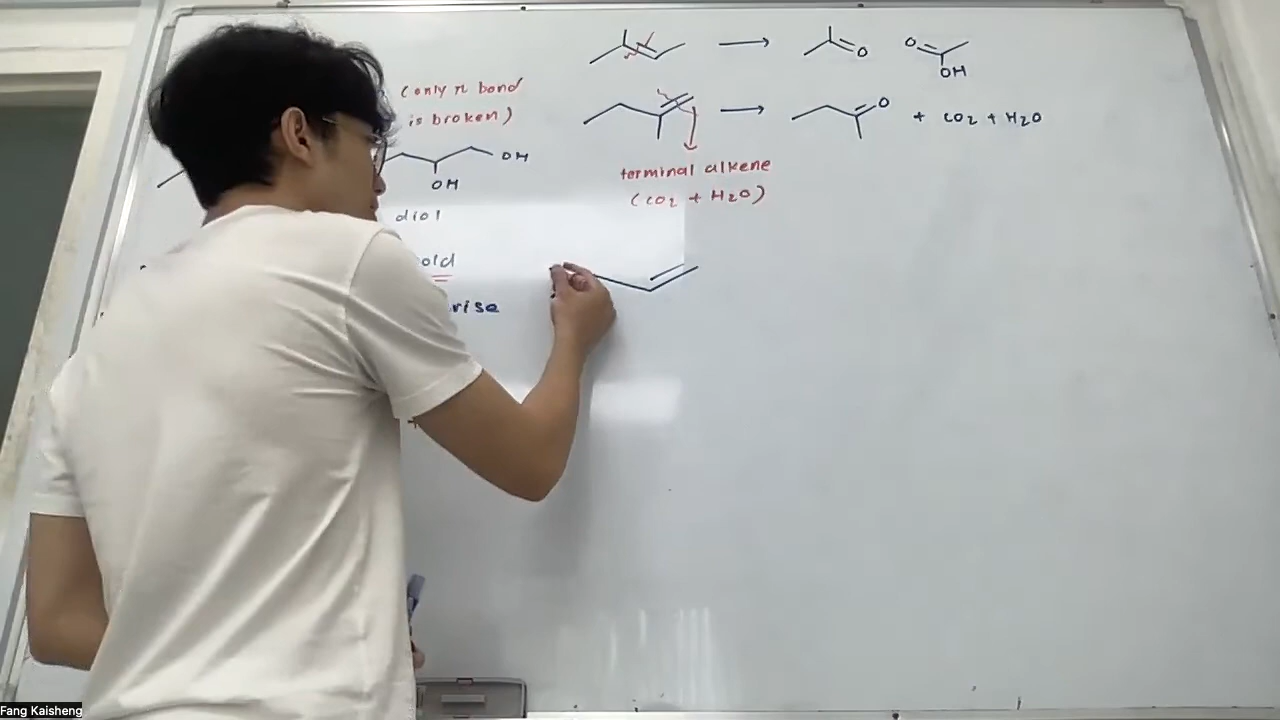 (only π bond
is broken)
OH
OH
diol
old
rise
O
O
OH
O
+ CO₂ + H₂O
terminal alkene
(CO₂ + H₂O)
Fang Kaisheng